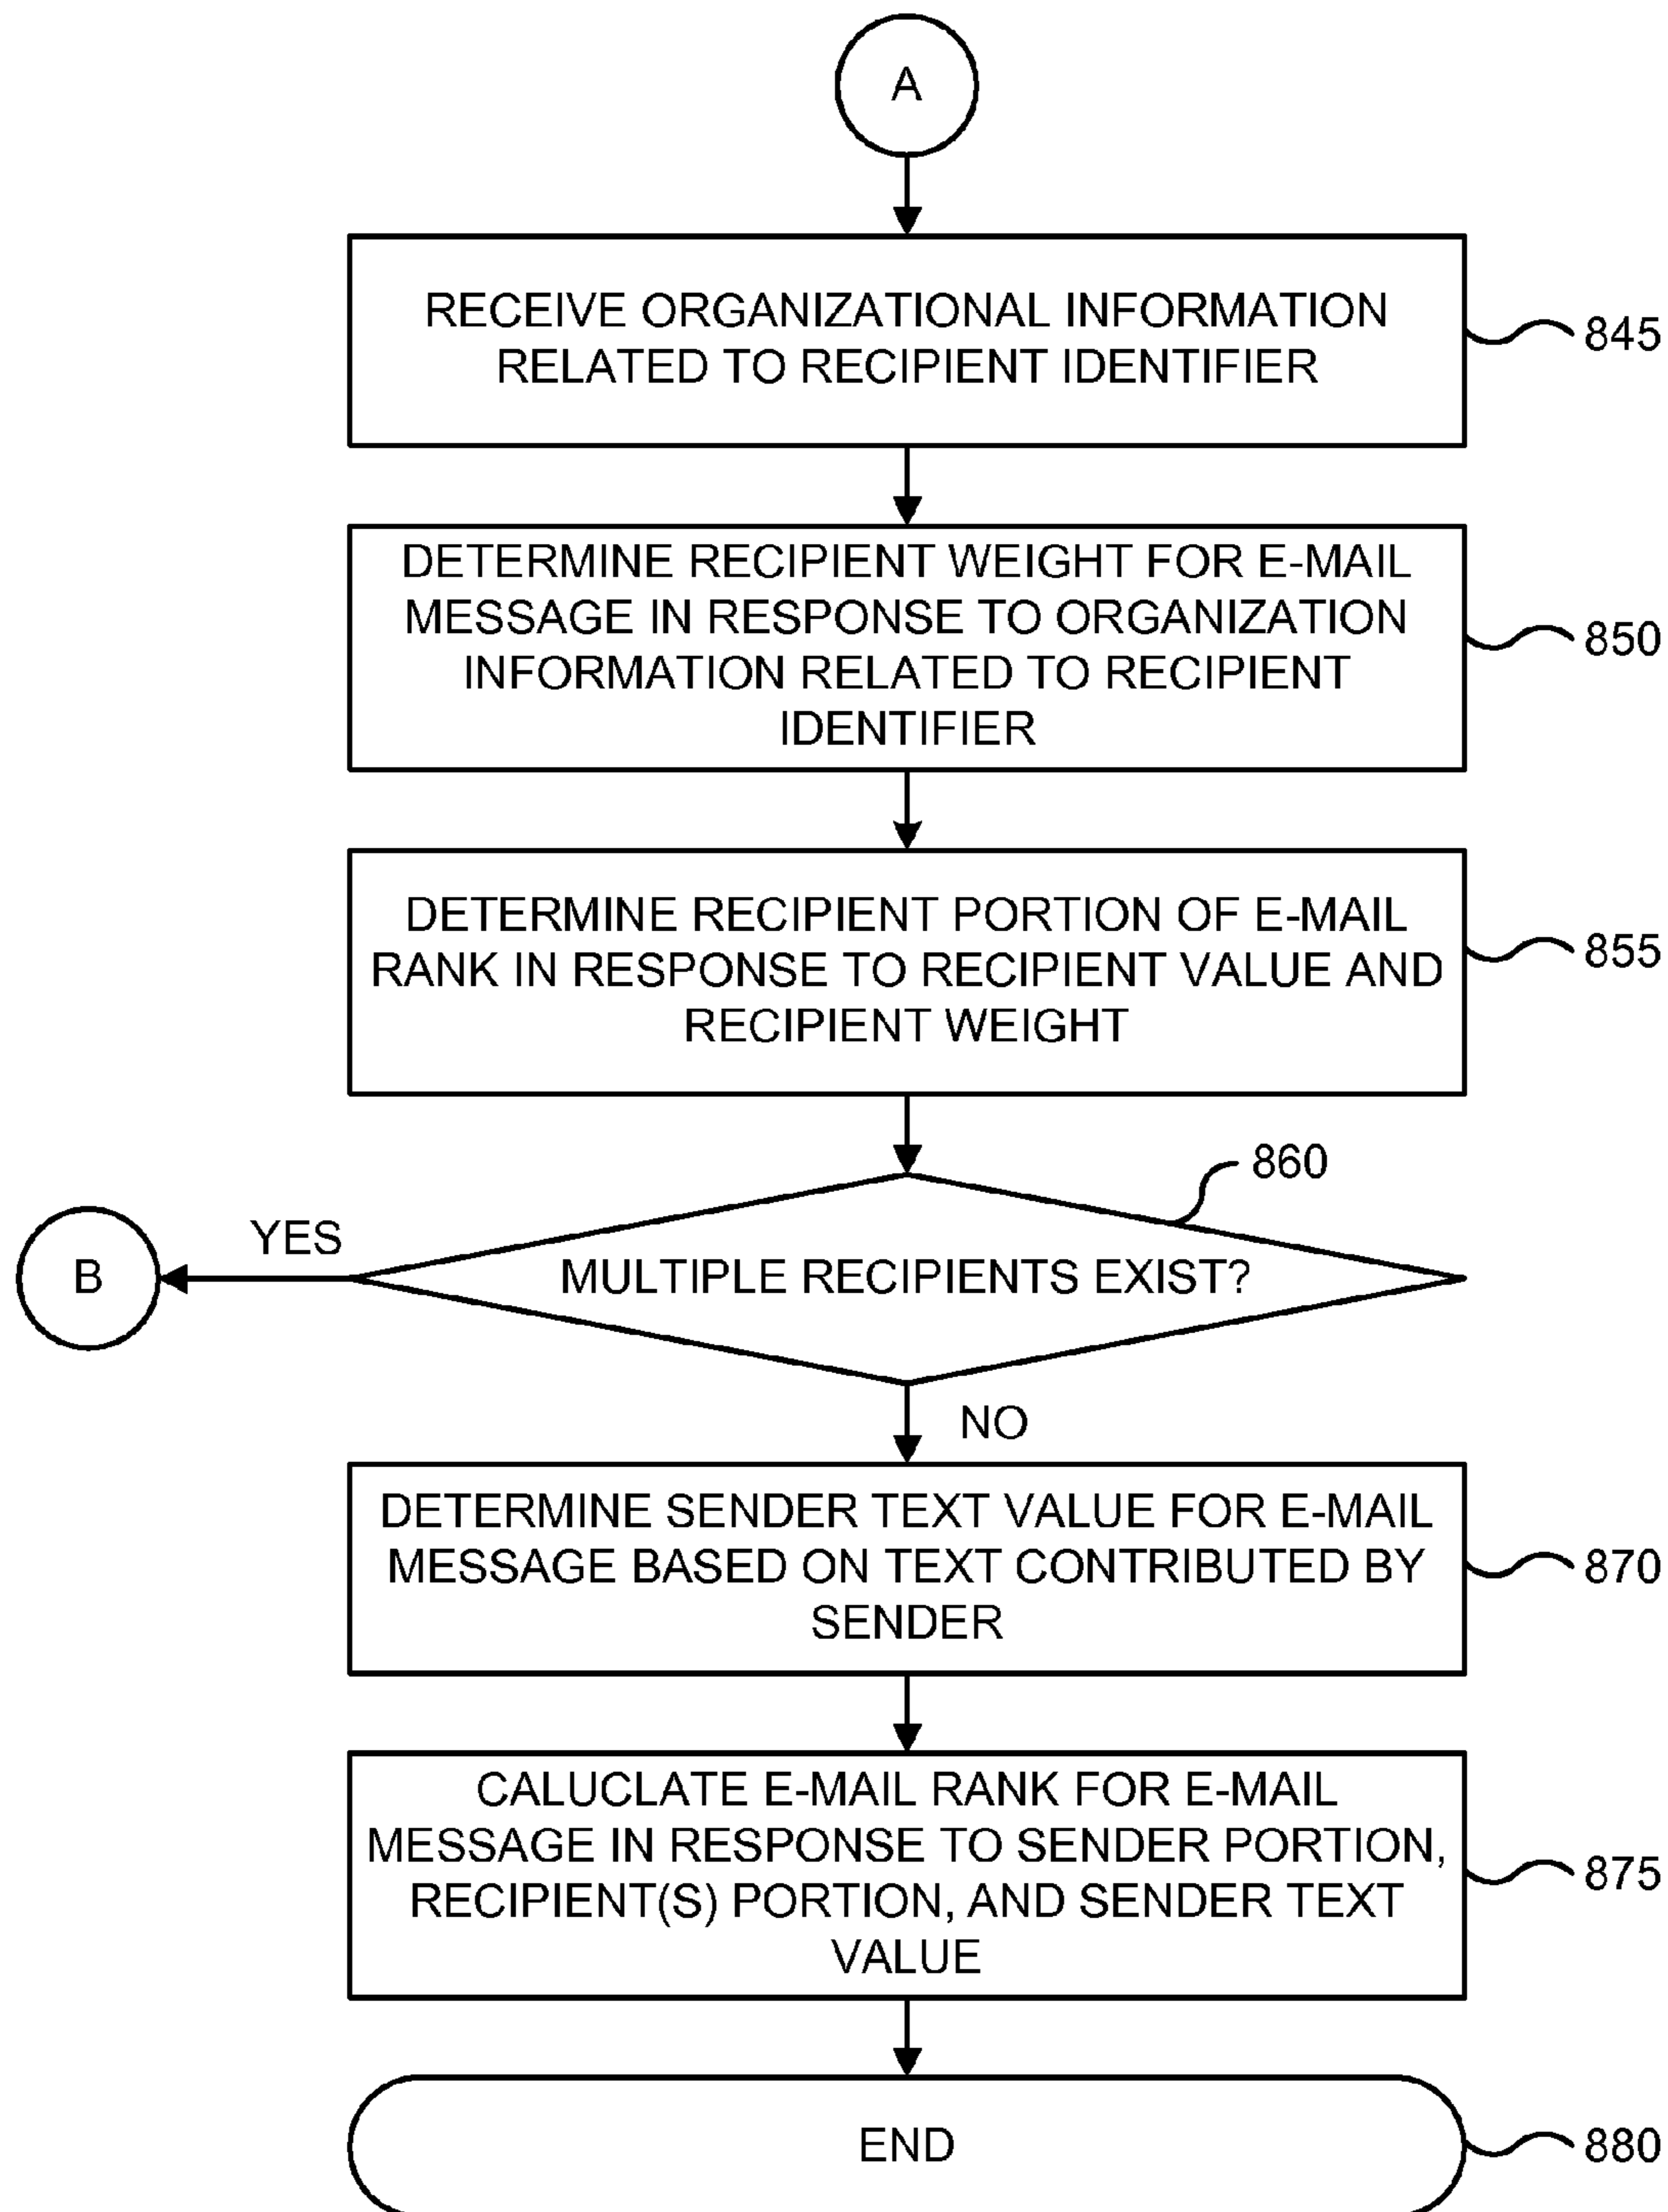 A
RECEIVE ORGANIZATIONAL INFORMATION
RELATED TO RECIPIENT IDENTIFIER
845
DETERMINE RECIPIENT WEIGHT FOR E-MAIL
MESSAGE IN RESPONSE TO ORGANIZATION
INFORMATION RELATED TO RECIPIENT
IDENTIFIER
850
DETERMINE RECIPIENT PORTION OF E-MAIL
RANK IN RESPONSE TO RECIPIENT VALUE AND
RECIPIENT WEIGHT
855
860
YES
B
MULTIPLE RECIPIENTS EXIST?
NO
DETERMINE SENDER TEXT VALUE FOR E-MAIL
MESSAGE BASED ON TEXT CONTRIBUTED BY
SENDER
870
CALUCLATE E-MAIL RANK FOR E-MAIL
MESSAGE IN RESPONSE TO SENDER PORTION,
RECIPIENT(S) PORTION, AND SENDER TEXT
VALUE
875
END
880